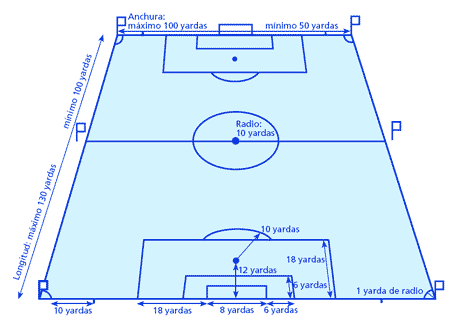 Anchura:
máximo 100 yardas
mínimo 50 yardas
mínimo 100 yardas
Longitud: máximo 130 yardas
Radio:
10 yardas
10 yardas
18 yardas
12 yardas
6 yardas
1 yarda de radio
10 yardas
18 yardas
8 yardas
6 yardas